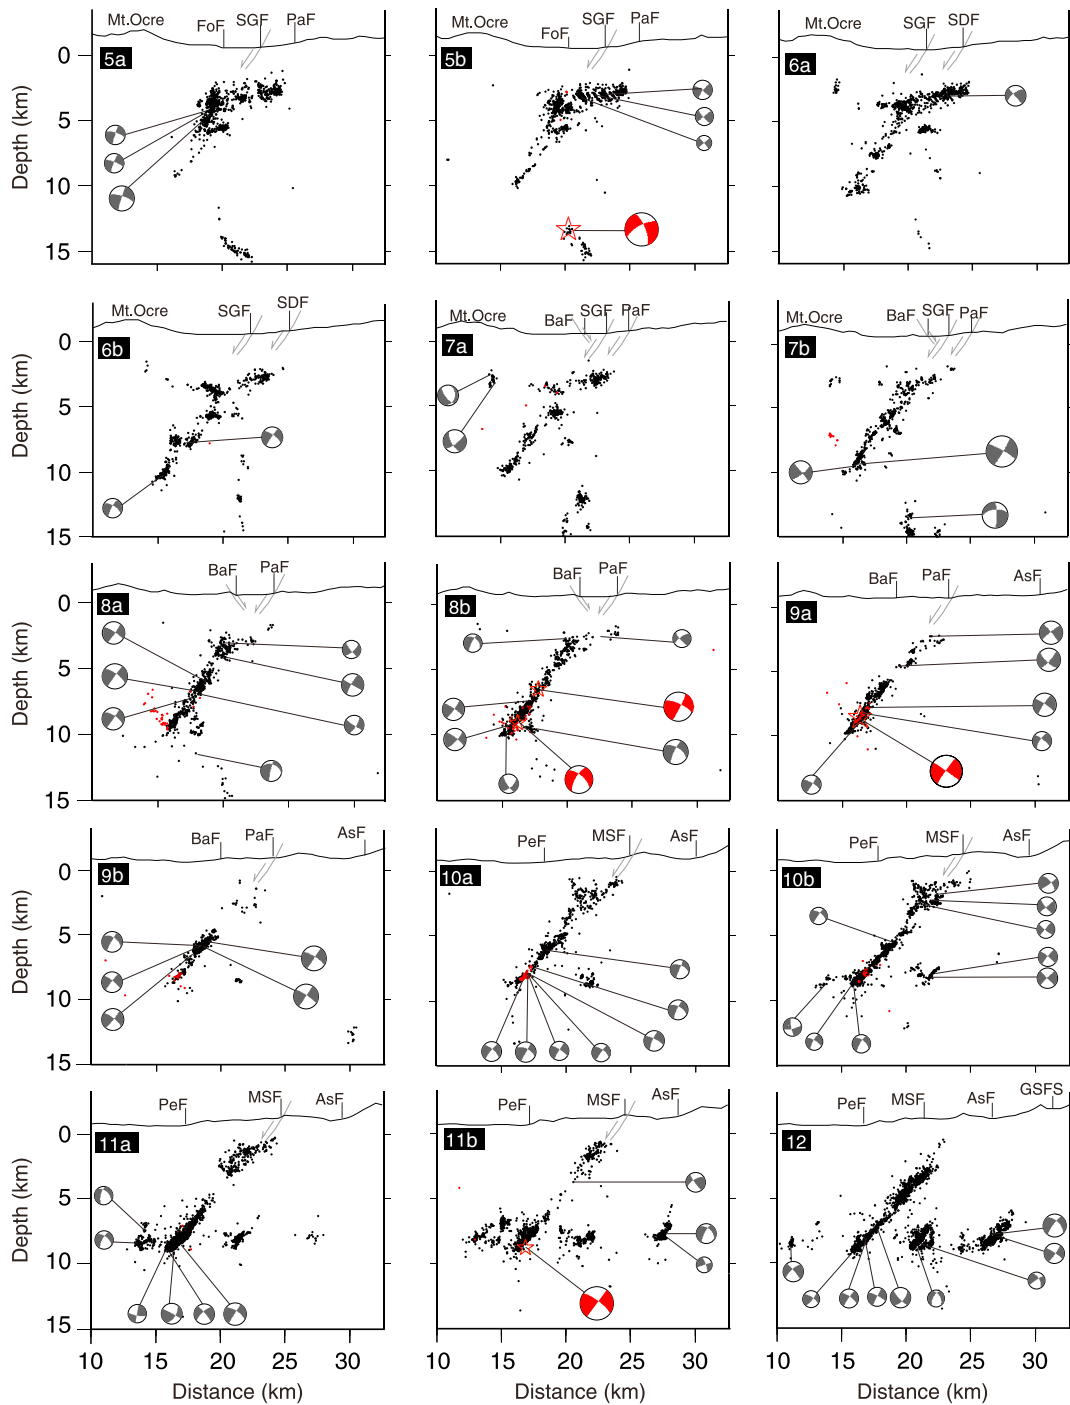 Mt.Ocre FoF SGF PaF
5a
Mt.Ocre FoF SGF PaF
5b
Mt.Ocre SGF SDF
6a
0
5
10
15
Depth (km)
Mt.Ocre SGF SDF
6b
Mt.Ocre BaF SGF PaF
7a
Mt.Ocre BaF SGF PaF
7b
0
5
10
15
Depth (km)
BaF PaF
8a
BaF PaF
8b
BaF PaF AsF
9a
0
5
10
15
Depth (km)
BaF PaF AsF
9b
PeF MSF AsF
10a
PeF MSF AsF
10b
0
5
10
15
Depth (km)
PeF MSF AsF
11a
PeF MSF AsF
11b
PeF MSF AsF GSFS
12
0
5
10
15
Depth (km)
10 15 20 25 30
10 15 20 25 30
10 15 20 25 30
Distance (km)
Distance (km)
Distance (km)